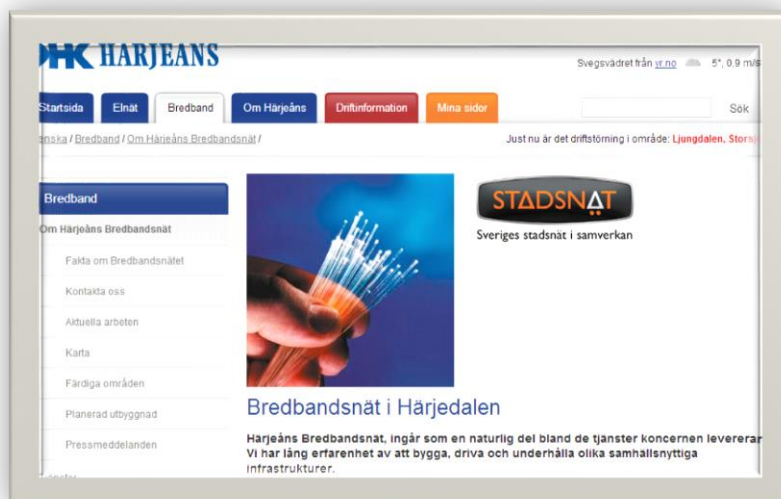 HK HARJEANS
Svegsvädret från yr.no 5°, 0,9 m/s
Startsida Elnät Bredband Om Härjeåns Driftinformation Mina sidor Sök
enska / Bredband / Om Härjeåns Bredbandsnät /
Just nu är det driftstörning i område: Ljungdalen, Storsj
Bredband
Om Härjeåns Bredbandsnät
Fakta om Bredbandsnätet
Kontakta oss
Aktuella arbeten
Karta
Färdiga områden
Planerad utbyggnad
Pressmeddelanden
STADSNÄT
Sveriges stadsnät i samverkan
Bredbandsnät i Härjedalen
Härjeåns Bredbandsnät, ingår som en naturlig del bland de tjänster koncernen levererar
Vi har lång erfarenhet av att bygga, driva och underhålla olika samhällsnyttiga
infrastrukturer.